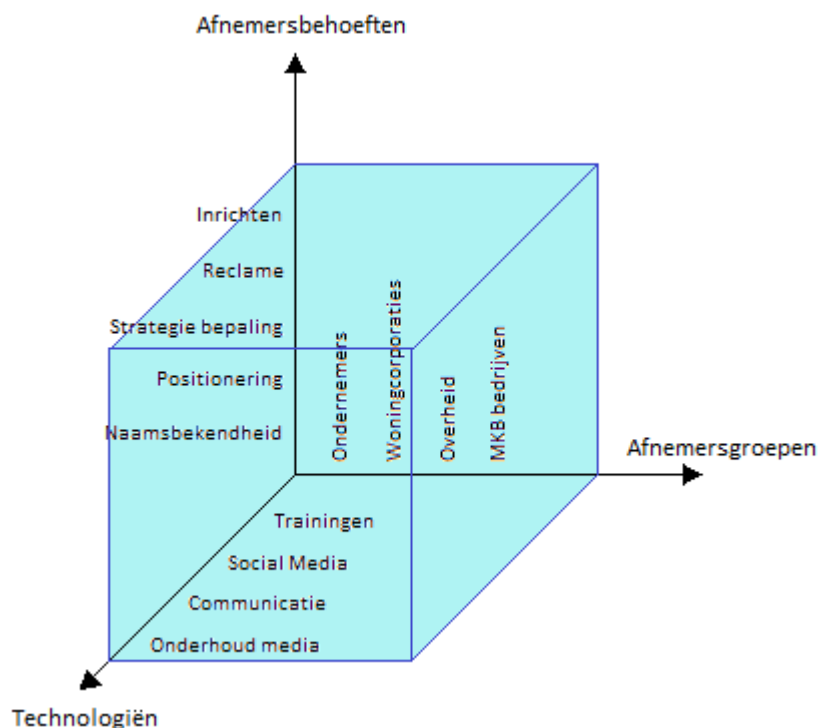 Afnemersbehoeften
Inrichten
Reclame
Strategie bepaling
Positionering
Naamsbekendheid
Ondernemers
Woningcorporaties
Overheid
MKB bedrijven
Afnemersgroepen
Trainingen
Social Media
Communicatie
Onderhoud media
Technologiën